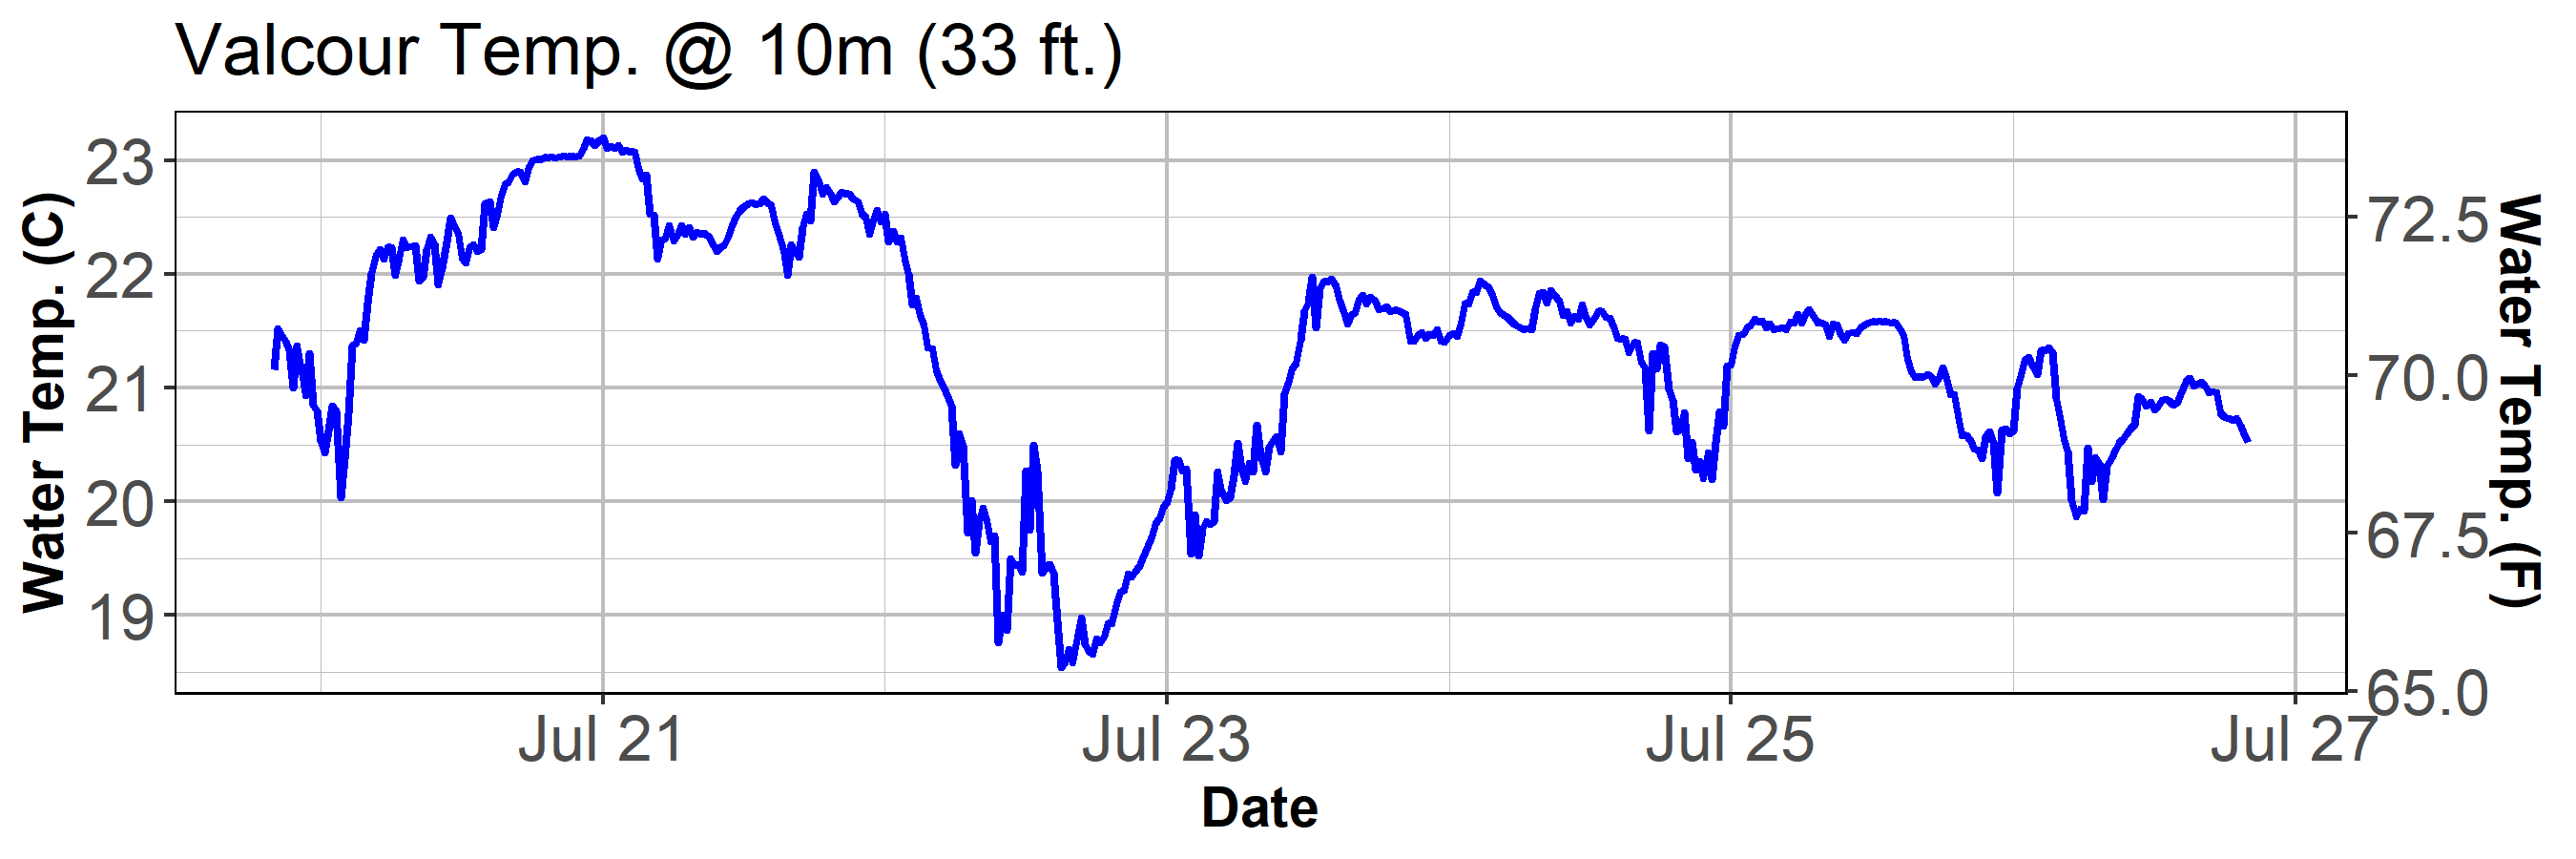 Valcour Temp. @ 10m (33 ft.)
Water Temp. (C)
23
22
21
20
19
72.5
70.0
67.5
65.0
Water Temp. (F)
Jul 21 Jul 23 Jul 25 Jul 27
Date